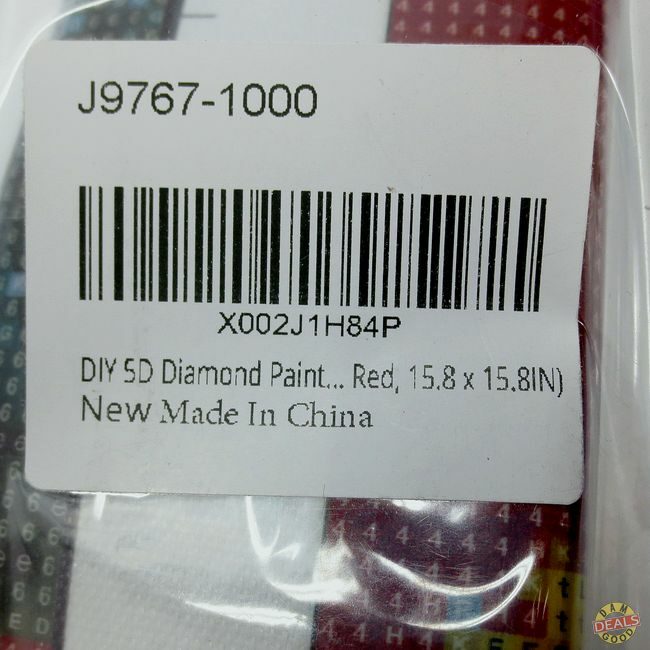 J9767-1000
X002J1H84P
DIY 5D Diamond Paint... Red, 15.8 x 15.8IN)
New Made In China
DAM
DEALS
GOOD